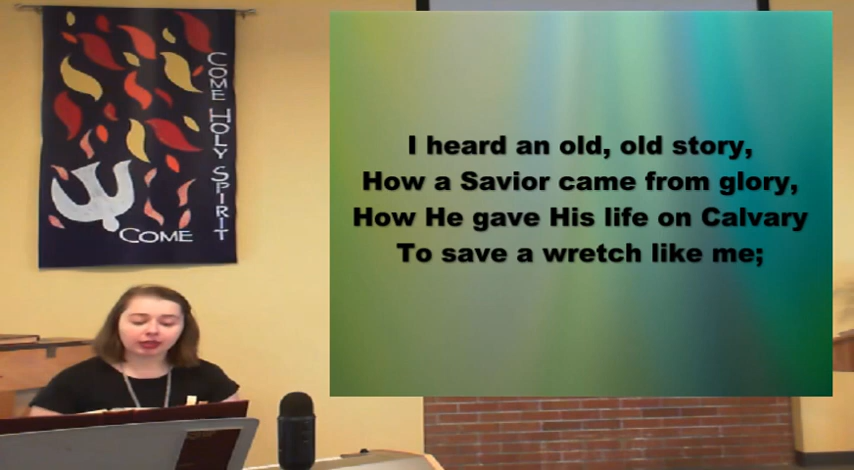 COME HOLY SPIRIT
COME
I heard an old, old story,
How a Savior came from glory,
How He gave His life on Calvary
To save a wretch like me;